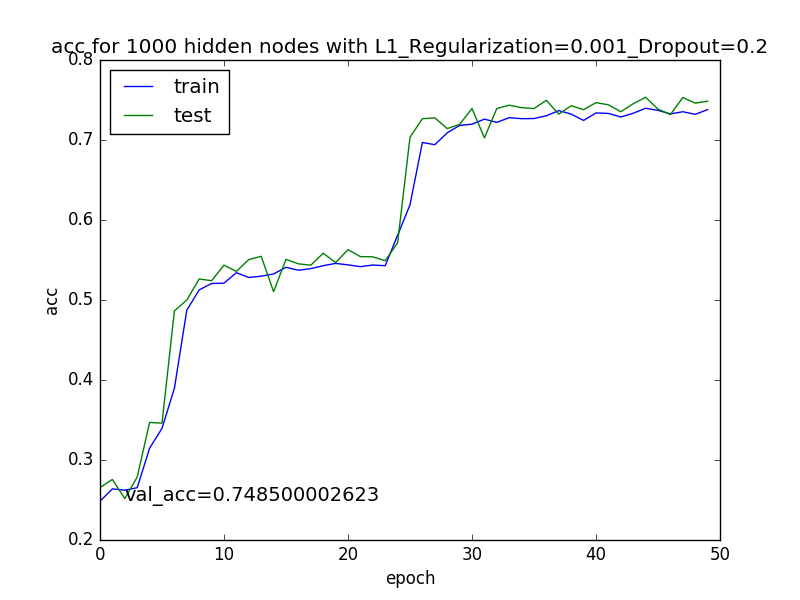 acc for 1000 hidden nodes with L1_Regularization=0.001_Dropout=0.2
0.8
train
test
0.7
0.6
0.5
acc
0.4
0.3
val_acc=0.748500002623
0.2
0 10 20 30 40 50
epoch